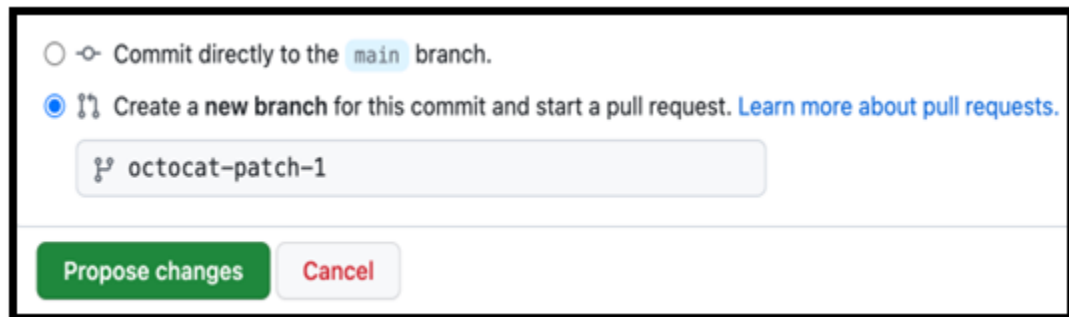 Commit directly to the main branch.
Create a new branch for this commit and start a pull request. Learn more about pull requests.
octocat-patch-1
Propose changes
Cancel